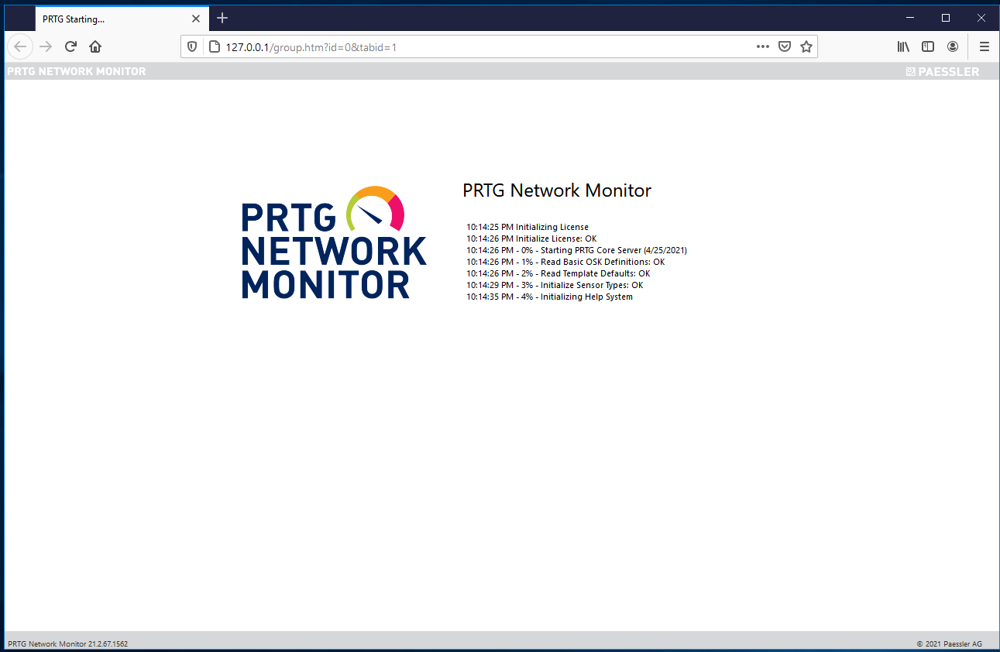 PRTG Starting...
127.0.0.1/group.htm?id=0&tabid=1
PRTG NETWORK MONITOR
PAESSLER
PRTG
NETWORK
MONITOR
PRTG Network Monitor
10:14:25 PM Initializing License
10:14:26 PM Initialize License: OK
10:14:26 PM - 0% - Starting PRTG Core Server (4/25/2021)
10:14:26 PM - 1% - Read Basic OSK Definitions: OK
10:14:26 PM - 2% - Read Template Defaults: OK
10:14:29 PM - 3% - Initialize Sensor Types: OK
10:14:35 PM - 4% - Initializing Help System
PRTG Network Monitor 21.2.67.1562
© 2021 Paessler AG